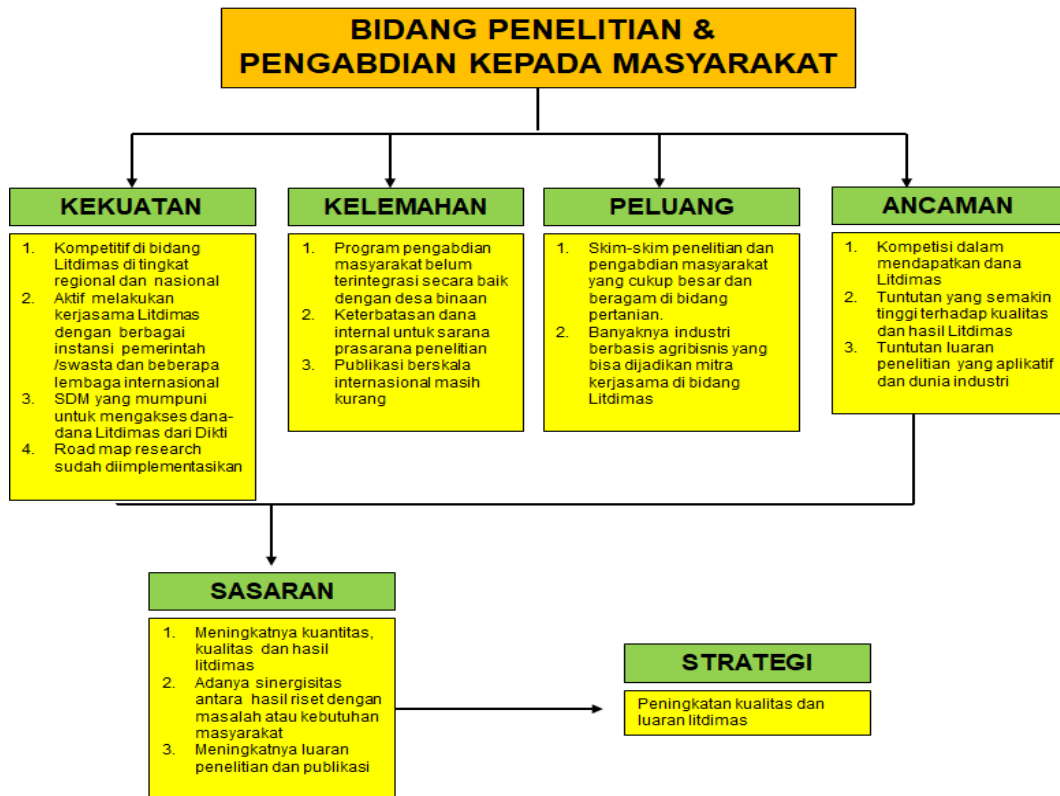 BIDANG PENELITIAN &
PENGABDIAN KEPADA MASYARAKAT
KEKUATAN
1. Kompetitif di bidang
Litdimas di tingkat
regional dan nasional
2. Aktif melakukan
kerjasama Litdimas
dengan berbagai
instansi pemerintah
/swasta dan beberapa
lembaga internasional
3. SDM yang mumpuni
untuk mengakses dana-
dana Litdimas dari Dikti
4. Road map research
sudah diimplementasikan
KELEMAHAN
1. Program pengabdian
masyarakat belum
terintegrasi secara baik
dengan desa binaan
2. Keterbatasan dana
internal untuk sarana
prasarana penelitian
3. Publikasi berskala
internasional masih
kurang
PELUANG
1. Skim-skim penelitian dan
pengabdian masyarakat
yang cukup besar dan
beragam di bidang
pertanian.
2. Banyaknya industri
berbasis agribisnis yang
bisa dijadikan mitra
kerjasama di bidang
Litdimas
ANCAMAN
1. Kompetisi dalam
mendapatkan dana
Litdimas
2. Tuntutan yang semakin
tinggi terhadap kualitas
dan hasil Litdimas
3. Tuntutan luaran
penelitian yang aplikatif
dan dunia industri
SASARAN
1. Meningkatnya kuantitas,
kualitas dan hasil
litdimas
2. Adanya sinergisitas
antara hasil riset dengan
masalah atau kebutuhan
masyarakat
3. Meningkatnya luaran
penelitian dan publikasi
STRATEGI
Peningkatan kualitas dan
luaran litdimas